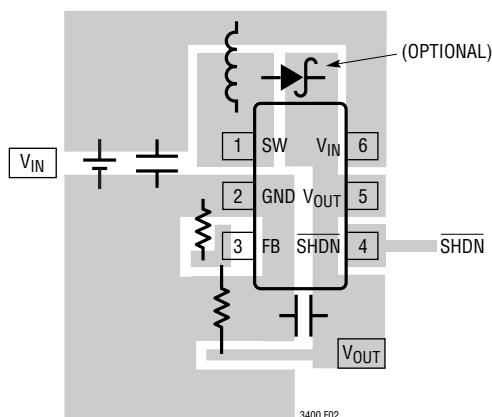 (OPTIONAL)
1 SW VIN 6
VIN
2 GND VOUT 5
3 FB SHDN 4 SHDN
VOUT
3400 F02